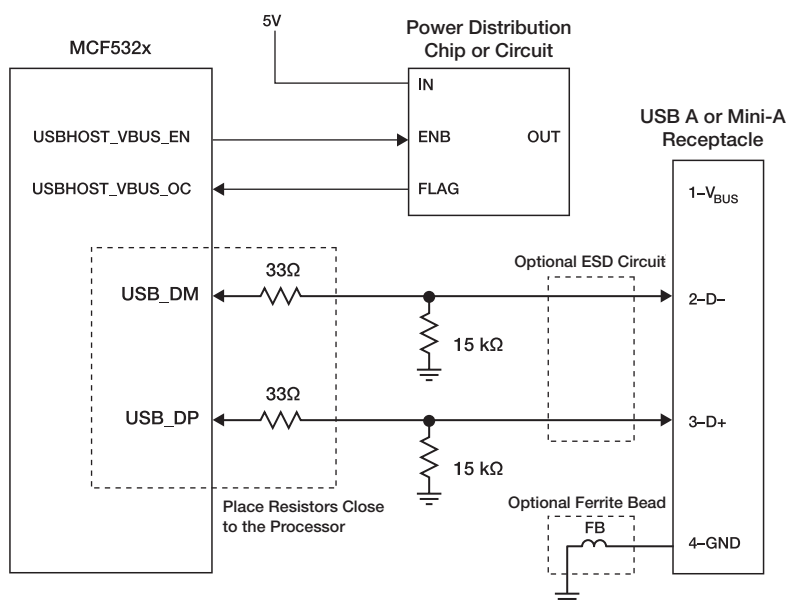 5V
MCF532x
Power Distribution
Chip or Circuit
IN
USBHOST_VBUS_EN
ENB
OUT
USBHOST_VBUS_OC
FLAG
USB A or Mini-A
Receptacle
1–VBUS
Optional ESD Circuit
33Ω
USB_DM
2–D–
15 kΩ
33Ω
USB_DP
3–D+
15 kΩ
Place Resistors Close
to the Processor
Optional Ferrite Bead
FB
4–GND